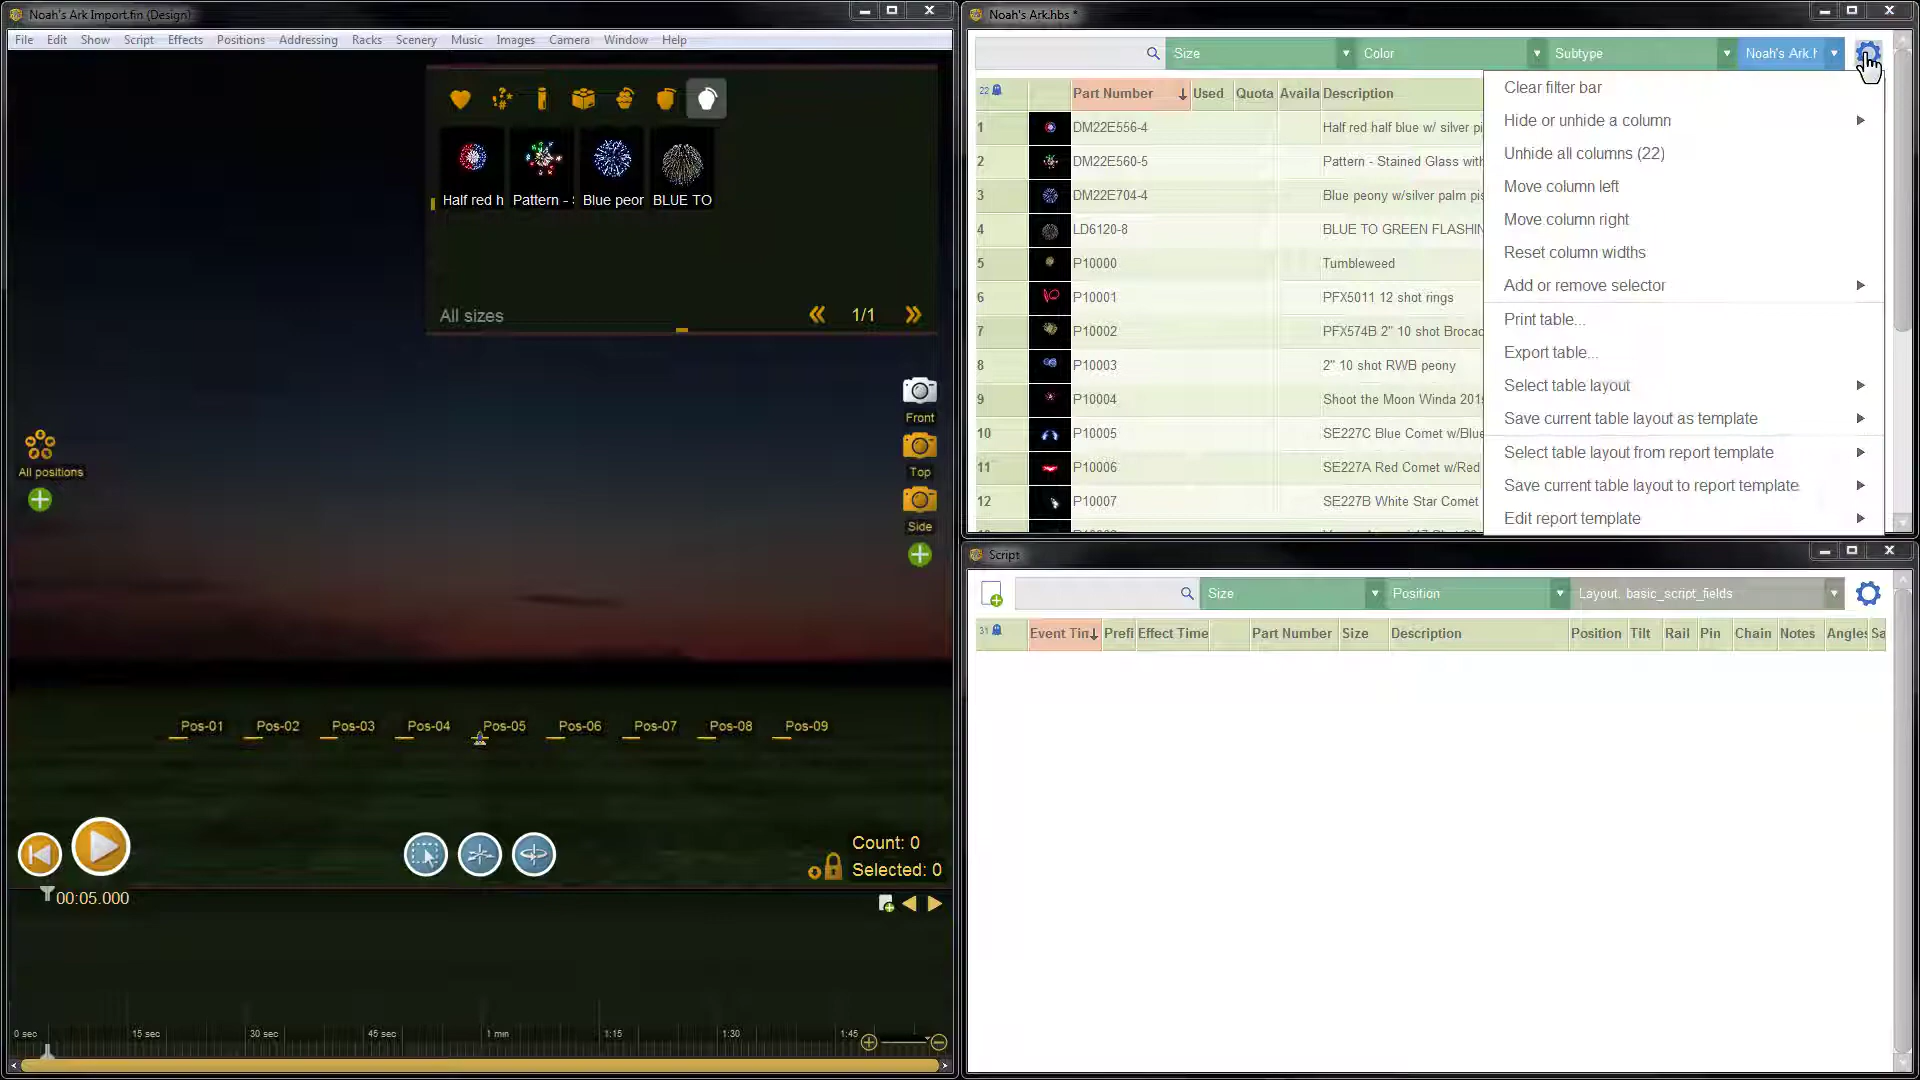 Noah's Ark Import.fin (Design)
File Edit Show Script Effects Positions Addressing Racks Scenery Music Images Camera Window Help
Half red h Pattern - Blue peor BLUE TO
All sizes 1/1
Front
Top
Side
All positions
Pos-01 Pos-02 Pos-03 Pos-04 Pos-05 Pos-06 Pos-07 Pos-08 Pos-09
Count: 0
Selected: 0
00:05.000
0 sec 15 sec 30 sec 45 sec 1 min 1:15 1:30 1:45
Noah's Ark.hbs *
Size Color Subtype Noah's Ark.h
22 Part Number Used Quota Availa Description
1 DM22E556-4 Half red half blue w/ silver pi
2 DM22E560-5 Pattern - Stained Glass with
3 DM22E704-4 Blue peony w/silver palm pis
4 LD6120-8 BLUE TO GREEN FLASHIN
5 P10000 Tumbleweed
6 P10001 PFX5011 12 shot rings
7 P10002 PFX574B 2" 10 shot Brocac
8 P10003 2" 10 shot RWB peony
9 P10004 Shoot the Moon Winda 201
10 P10005 SE227C Blue Comet w/Blue
11 P10006 SE227A Red Comet w/Red
12 P10007 SE227B White Star Comet
Clear filter bar
Hide or unhide a column
Unhide all columns (22)
Move column left
Move column right
Reset column widths
Add or remove selector
Print table...
Export table...
Select table layout
Save current table layout as template
Select table layout from report template
Save current table layout to report template
Edit report template
Script
Size Position Layout. basic_script_fields
31 Event Tin Prefi Effect Time Part Number Size Description Position Tilt Rail Pin Chain Notes Angles Sa